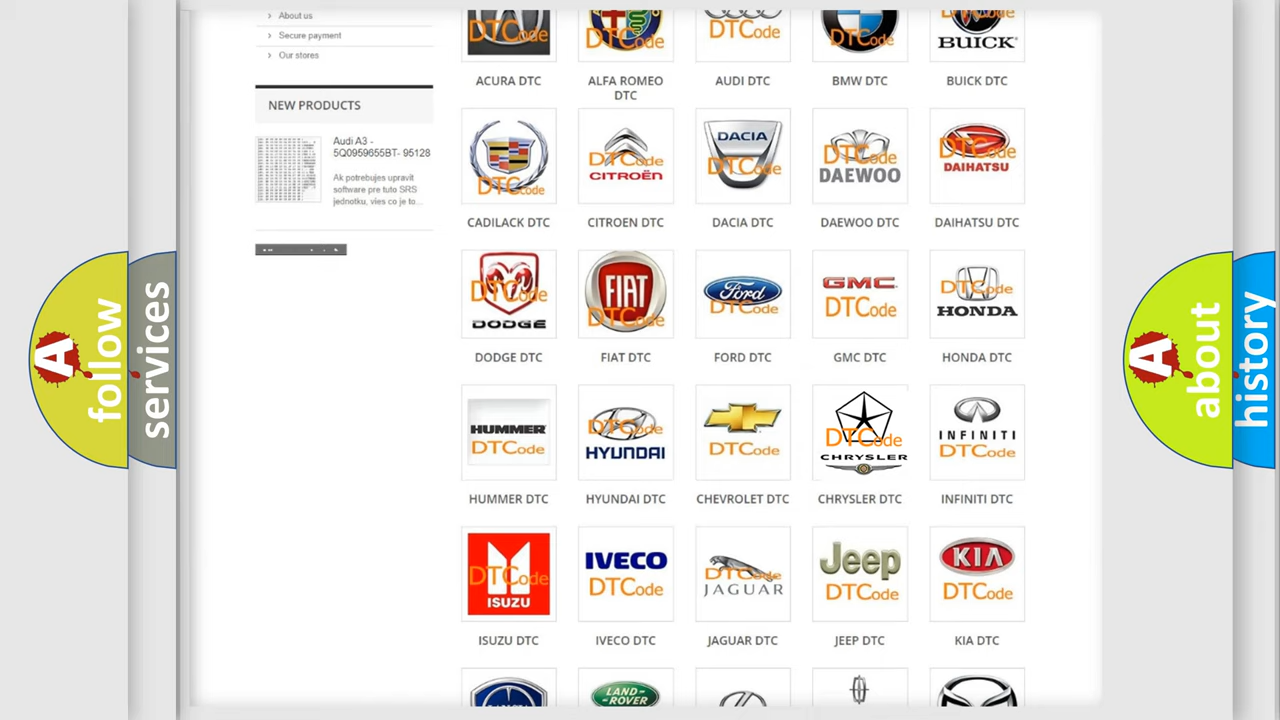 About us
Secure payment
Our stores
NEW PRODUCTS
Audi A3 -
5Q0959655BT- 95128
Ak potrebujes upravit
software pre tuto SRS
jednotku, vies co je to...
DTCode
DTCode
DTCode
DTCode
BUICK
ACURA DTC
ALFA ROMEO
DTC
AUDI DTC
BMW DTC
BUICK DTC
DTCcode
DTCode
CITROËN
DACIA
DTCode
DTCode
DAEWOO
DTCode
DAIHATSU
CADILACK DTC
CITROEN DTC
DACIA DTC
DAEWOO DTC
DAIHATSU DTC
DTCode
DODGE
FIAT
DTCode
Ford
DTCode
GMC
DTCode
DTCode
HONDA
DODGE DTC
FIAT DTC
FORD DTC
GMC DTC
HONDA DTC
HUMMER
DTCode
DTCode
HYUNDAI
DTCode
DTCode
CHRYSLER
INFINITI
DTCode
HUMMER DTC
HYUNDAI DTC
CHEVROLET DTC
CHRYSLER DTC
INFINITI DTC
DTCode
ISUZU
IVECO
DTCode
DTCode
JAGUAR
Jeep
DTCode
KIA
DTCode
ISUZU DTC
IVECO DTC
JAGUAR DTC
JEEP DTC
KIA DTC
LAND-
ROVER
A
follow
services
A
about
history